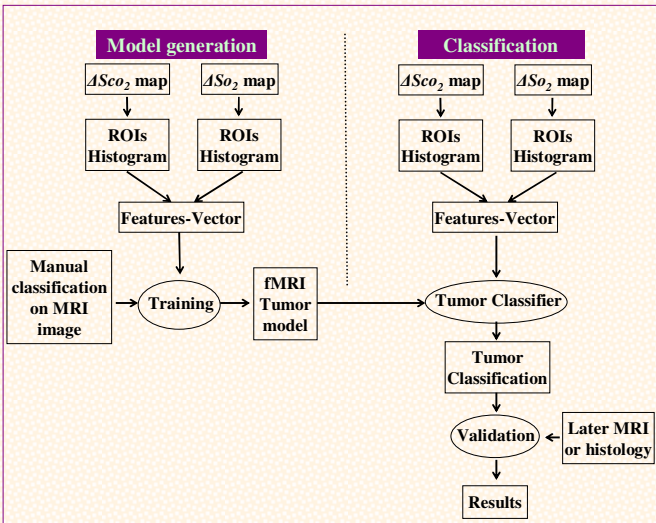 Model generation
ΔSco₂ map
ΔSo₂ map
ROIs
Histogram
ROIs
Histogram
Features-Vector
Manual
classification
on MRI
image
Training
fMRI
Tumor
model
Classification
ΔSco₂ map
ΔSo₂ map
ROIs
Histogram
ROIs
Histogram
Features-Vector
Tumor Classifier
Tumor
Classification
Validation
Later MRI
or histology
Results